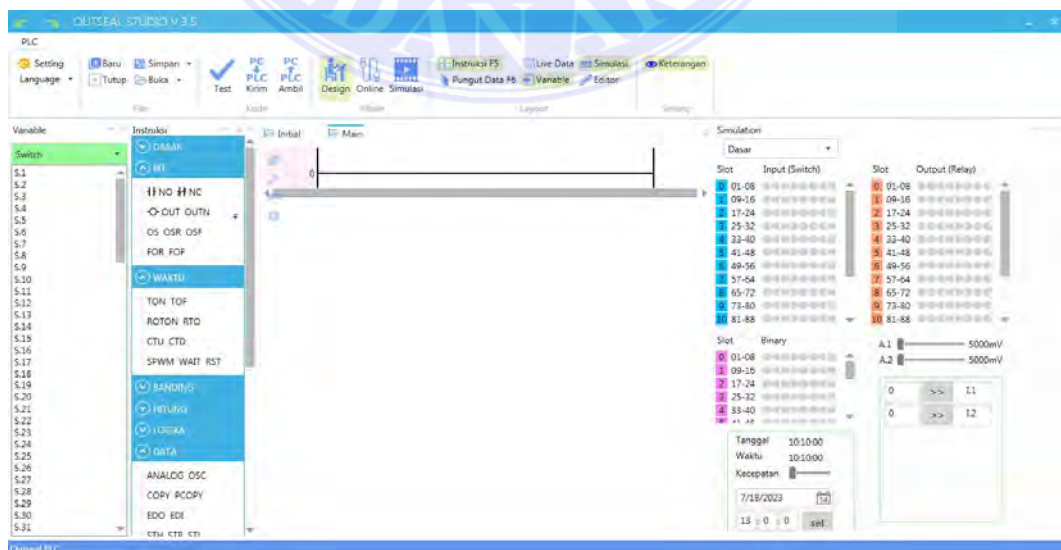 OUTSEAL STUDIO V 3.5
PLC
Setting
Language
Baru
Tutup
Simpan
Buka
Test
PC PLC Kirim
PC PLC Ambil
Design
Online
Simulasi
Instruksi F5
Pungut Data F6
Live Data
Variable
Simulasi
Editor
Keterangan
Layout
Variable
Switch
S.1
S.2
S.3
S.4
S.5
S.6
S.7
S.8
S.9
S.10
S.11
S.12
S.13
S.14
S.15
S.16
S.17
S.18
S.19
S.20
S.21
S.22
S.23
S.24
S.25
S.26
S.27
S.28
S.29
S.30
S.31
Instruksi
DASAR
BIT
NO NC
OUT OUTN
OS OSR OSF
FOR FOF
WAKTU
TON TOF
ROTON RTO
CTU CTD
SPWM WAIT RST
BANDING
HITUNG
LOGIKA
DATA
ANALOG OSC
COPY PCOPY
EDO EDI
Initial
Main
0
Simulation
Dasar
Slot Input (Switch)
0 01-08
1 09-16
2 17-24
3 25-32
4 33-40
5 41-48
6 49-56
7 57-64
8 65-72
9 73-80
10 81-88
Slot Output (Relay)
0 01-08
1 09-16
2 17-24
3 25-32
4 33-40
5 41-48
6 49-56
7 57-64
8 65-72
9 73-80
10 81-88
Slot Binary
0 01-08
1 09-16
2 17-24
3 25-32
4 33-40
A.1 5000mV
A.2 5000mV
0 >> I.1
0 >> I.2
Tanggal 10:10:00
Waktu 10:10:00
Kecepatan
7/18/2023
13 : 0 : 0 set
Outseal PLC